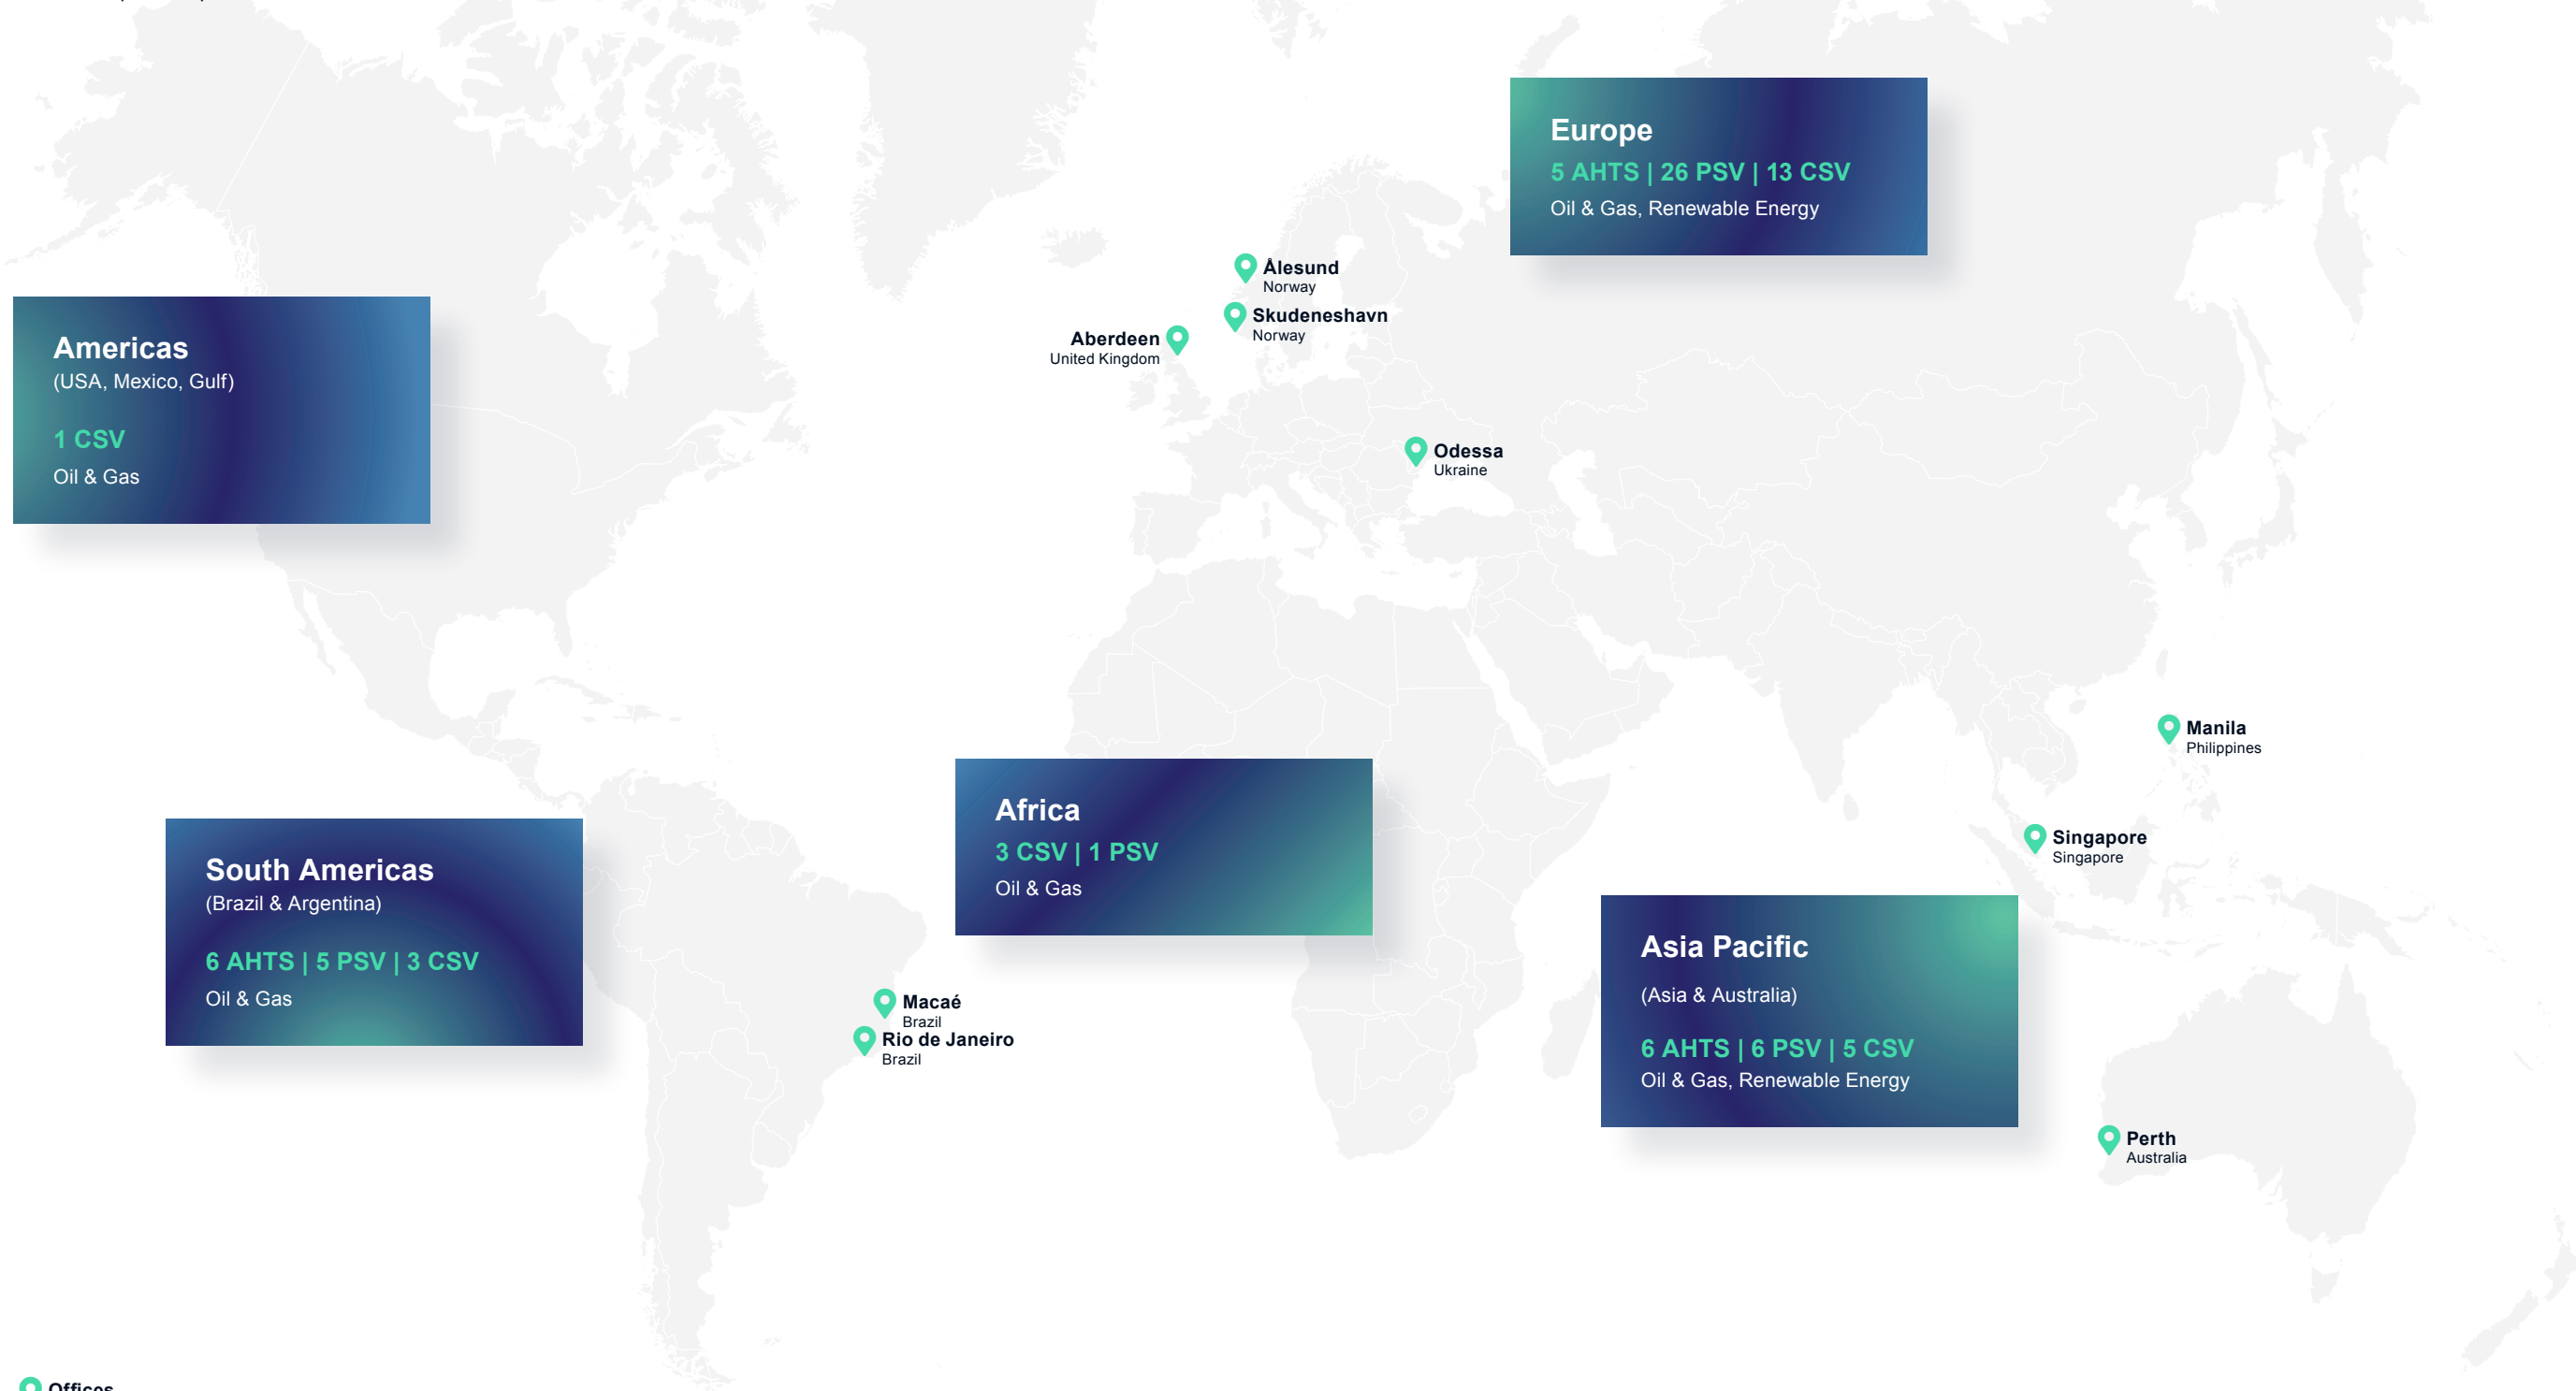 Europe
5 AHTS | 26 PSV | 13 CSV
Oil & Gas, Renewable Energy
Ålesund
Norway
Skudeneshavn
Norway
Aberdeen
United Kingdom
Americas
(USA, Mexico, Gulf)
1 CSV
Oil & Gas
Odessa
Ukraine
Manila
Philippines
Africa
3 CSV | 1 PSV
Oil & Gas
Singapore
Singapore
South Americas
(Brazil & Argentina)
6 AHTS | 5 PSV | 3 CSV
Oil & Gas
Asia Pacific
(Asia & Australia)
6 AHTS | 6 PSV | 5 CSV
Oil & Gas, Renewable Energy
Macaé
Brazil
Rio de Janeiro
Brazil
Perth
Australia
Offices